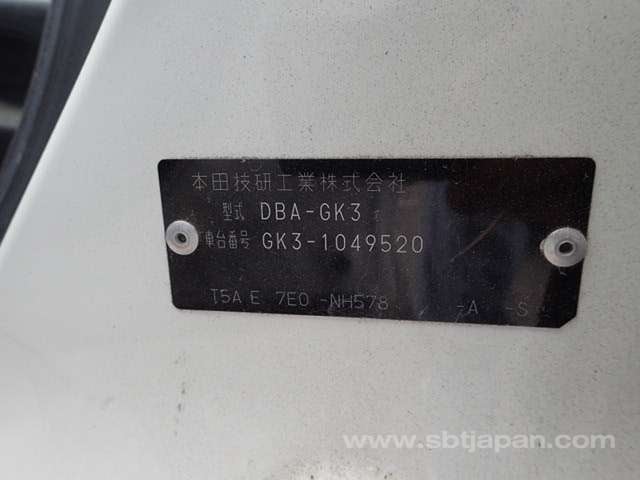 本田技研工業株式会社
型式 DBA-GK3
車台番号 GK3-1049520
T5A E 7E0 -NH578 -A -S
www.sbtjapan.com